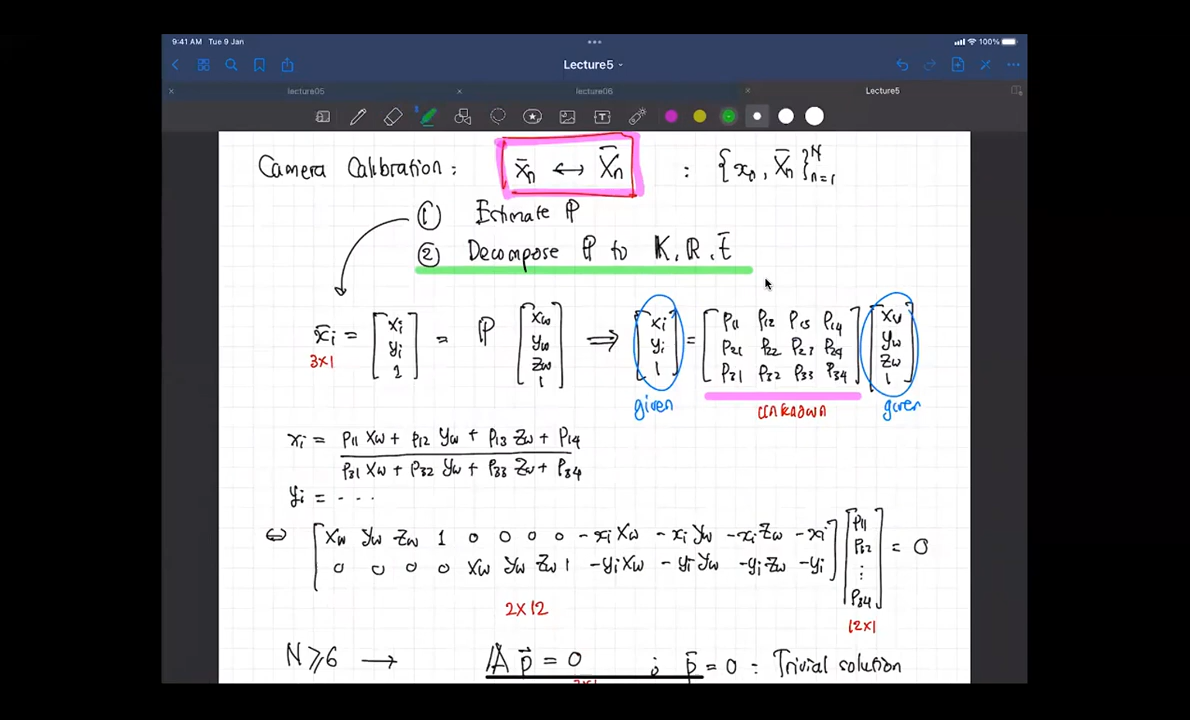 9:41 AM Tue 9 Jan
100%
Lecture5
lecture05
lecture06
Lecture5
Camera Calibration : x̄n ↔ X̄n : {xn, X̄n}ᴺn=1
① Estimate ℙ
② Decompose ℙ to K, R, t̄
x̄i = [xi yi 1] = ℙ [Xw Yw Zw 1] ⟹ [xi yi 1] = [P11 P12 P13 P14 P21 P22 P23 P24 P31 P32 P33 P34] [Xw Yw Zw 1]
3x1
given
unknown
given
xi = P11 Xw + P12 Yw + P13 Zw + P14
P31 Xw + P32 Yw + P33 Zw + P34
yi = - - - -
⇔ [Xw Yw Zw 1 0 0 0 0 -xiXw -xiYw -xiZw -xi
0 0 0 0 Xw Yw Zw 1 -yiXw -yiYw -yiZw -yi] [P11 P12 ⋮ P34] = 0
2X12
12x1
N ≥ 6 → A p̄ = 0 ; p̄ = 0 : Trivial solution